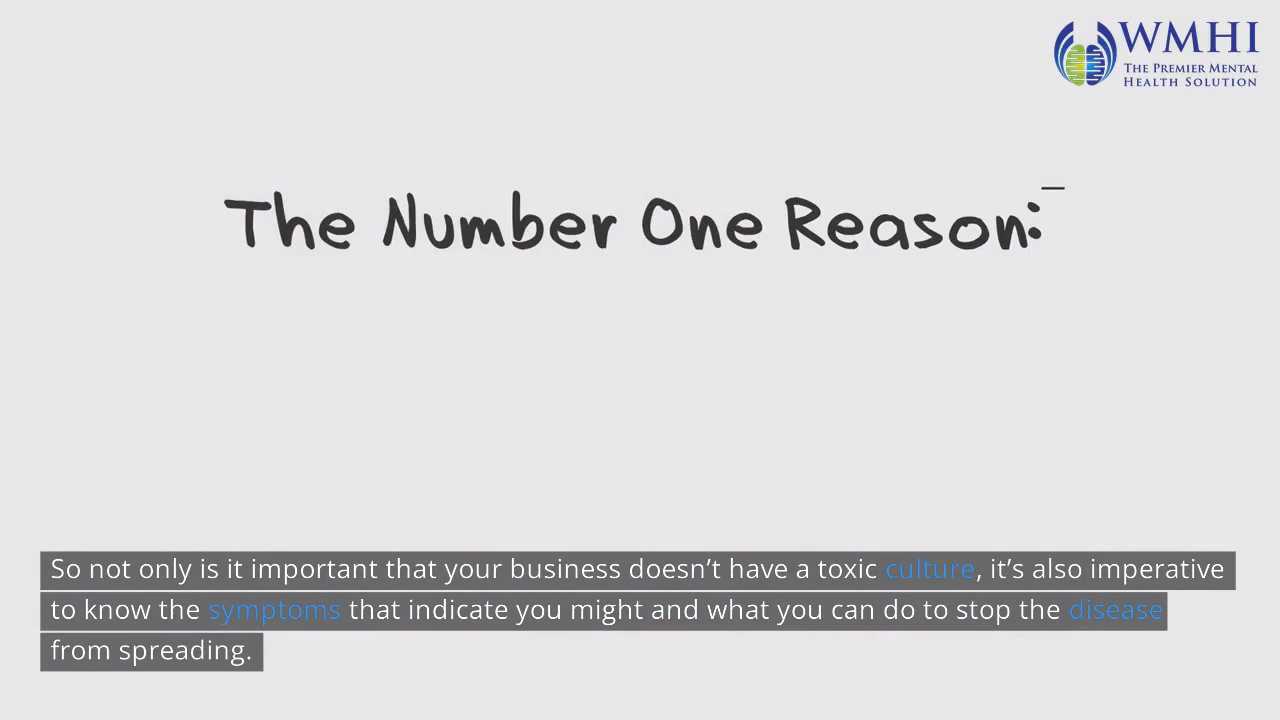 WMHI
The Premier Mental
Health Solution
The Number One Reason:
So not only is it important that your business doesn’t have a toxic culture, it’s also imperative
to know the symptoms that indicate you might and what you can do to stop the disease
from spreading.